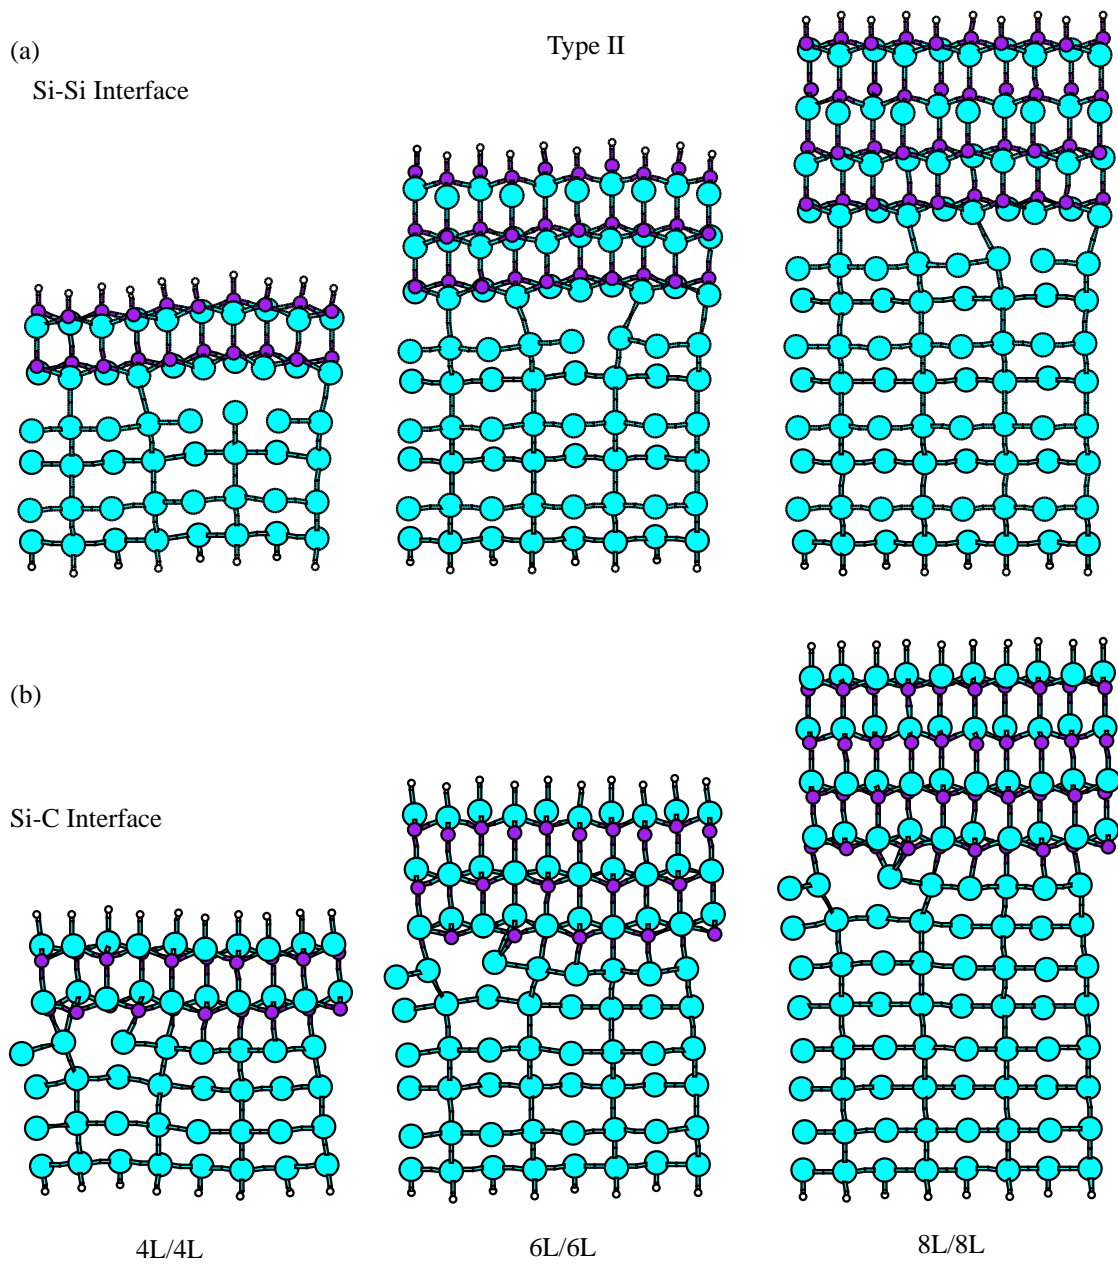 (a)
Type II
Si-Si Interface
(b)
Si-C Interface
4L/4L
6L/6L
8L/8L